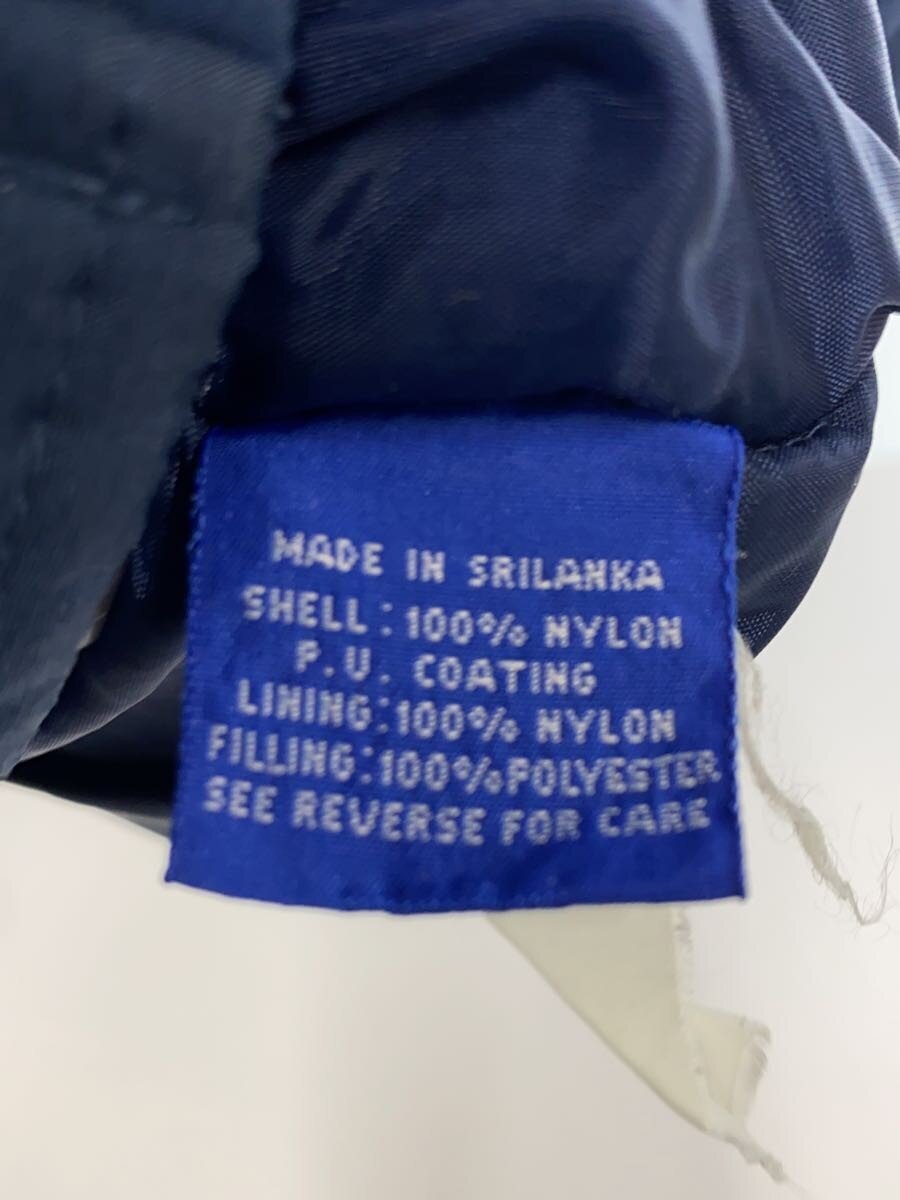 MADE IN SRILANKA
SHELL: 100% NYLON
P.U. COATING
LINING: 100% NYLON
FILLING: 100% POLYESTER
SEE REVERSE FOR CARE